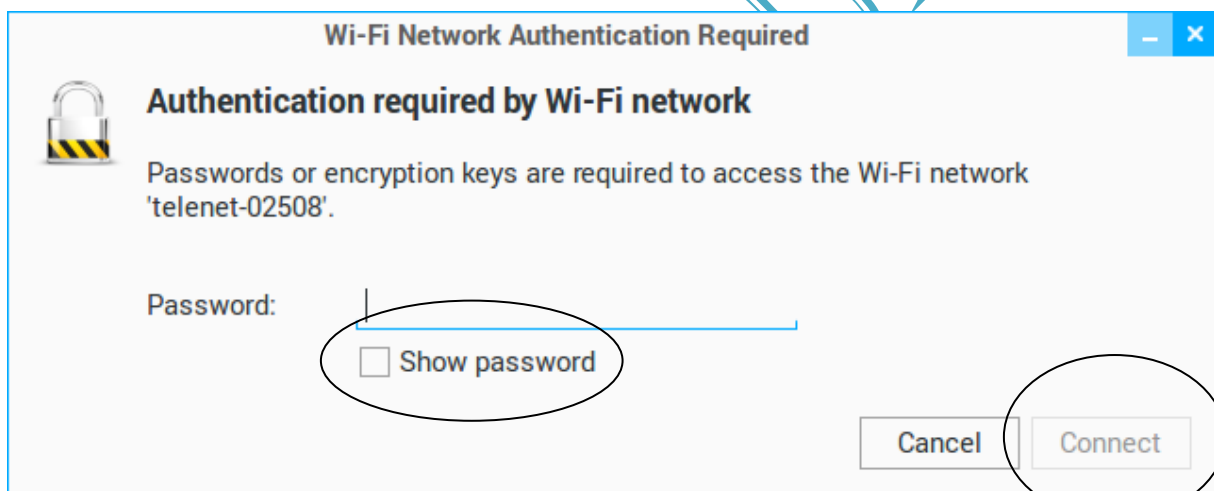 Wi-Fi Network Authentication Required
Authentication required by Wi-Fi network
Passwords or encryption keys are required to access the Wi-Fi network
'telenet-02508'.
Password:
Show password
Cancel
Connect